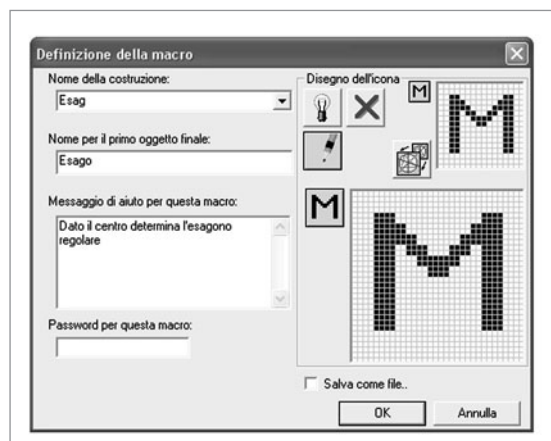 Definizione della macro
Nome della costruzione:
Esag
Nome per il primo oggetto finale:
Esago
Messaggio di aiuto per questa macro:
Dato il centro determina l'esagono
regolare
Password per questa macro:
Disegno dell'icona
M
M
M
M
Salva come file..
OK
Annulla